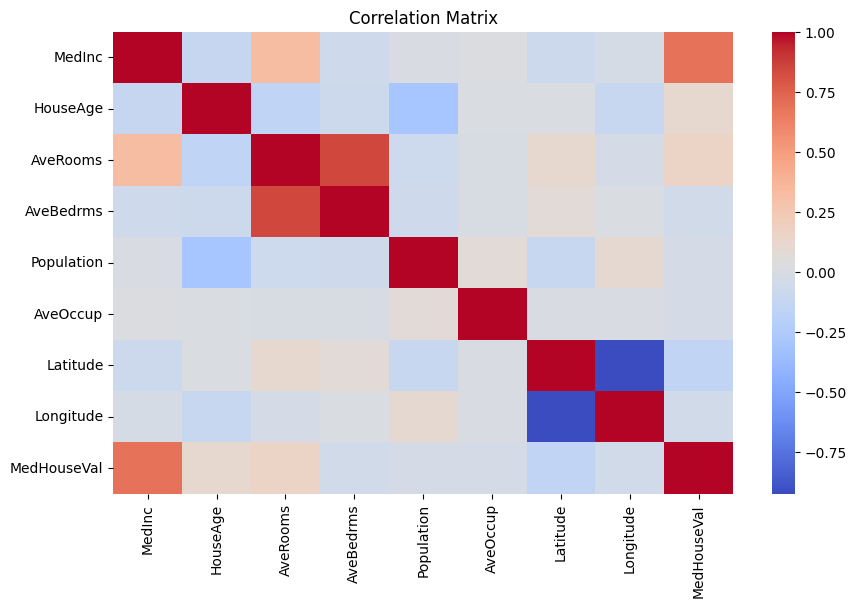 Correlation Matrix
MedInc
HouseAge
AveRooms
AveBedrms
Population
AveOccup
Latitude
Longitude
MedHouseVal
MedInc
HouseAge
AveRooms
AveBedrms
Population
AveOccup
Latitude
Longitude
MedHouseVal
1.00
0.75
0.50
0.25
0.00
−0.25
−0.50
−0.75